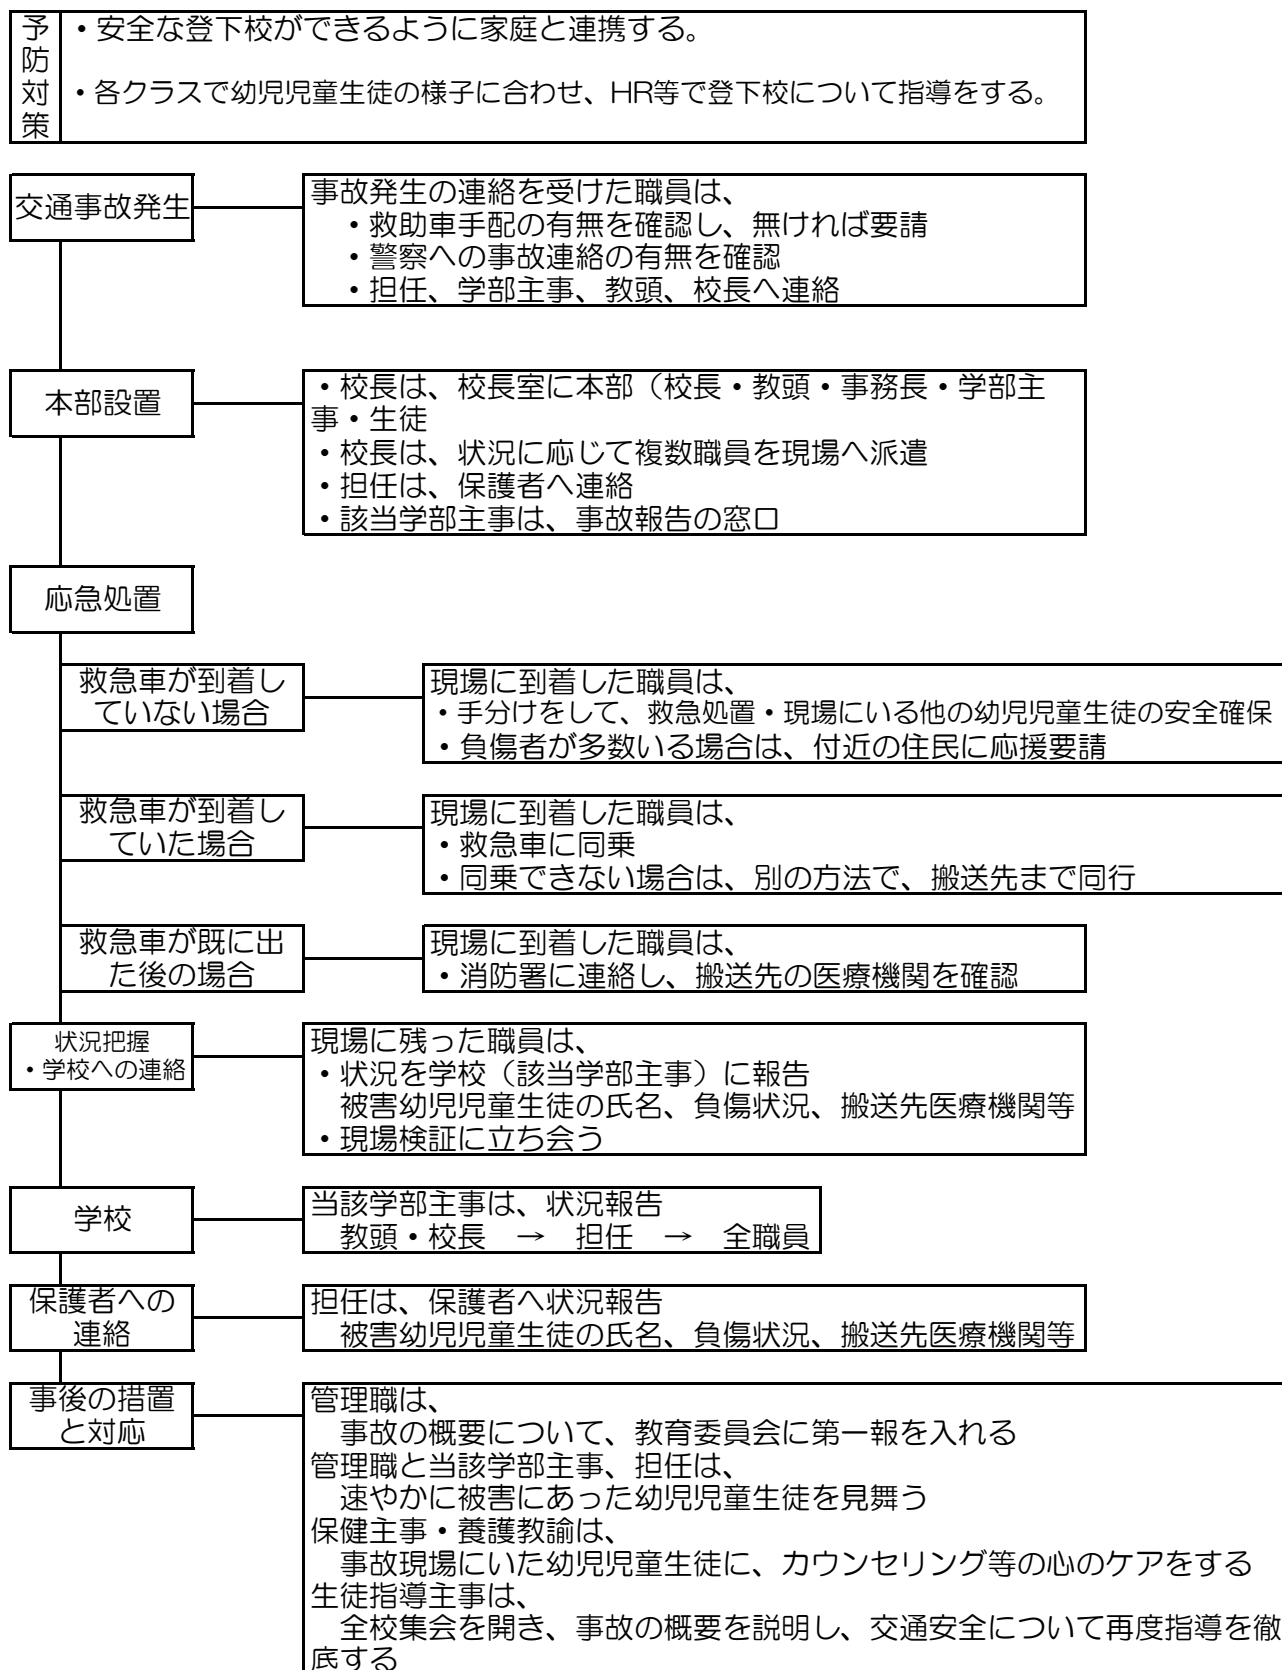 予防対策
・安全な登下校ができるように家庭と連携する。
・各クラスで幼児児童生徒の様子に合わせ、HR等で登下校について指導をする。
交通事故発生
事故発生の連絡を受けた職員は、
・救助車手配の有無を確認し、無ければ要請
・警察への事故連絡の有無を確認
・担任、学部主事、教頭、校長へ連絡
本部設置
・校長は、校長室に本部（校長・教頭・事務長・学部主
事・生徒
・校長は、状況に応じて複数職員を現場へ派遣
・担任は、保護者へ連絡
・該当学部主事は、事故報告の窓口
応急処置
救急車が到着し
ていない場合
現場に到着した職員は、
・手分けをして、救急処置・現場にいる他の幼児児童生徒の安全確保
・負傷者が多数いる場合は、付近の住民に応援要請
救急車が到着し
ていた場合
現場に到着した職員は、
・救急車に同乗
・同乗できない場合は、別の方法で、搬送先まで同行
救急車が既に出
た後の場合
現場に到着した職員は、
・消防署に連絡し、搬送先の医療機関を確認
状況把握
・学校への連絡
現場に残った職員は、
・状況を学校（該当学部主事）に報告
被害幼児児童生徒の氏名、負傷状況、搬送先医療機関等
・現場検証に立ち会う
学校
当該学部主事は、状況報告
教頭・校長　→　担任　→　全職員
保護者への
連絡
担任は、保護者へ状況報告
被害幼児児童生徒の氏名、負傷状況、搬送先医療機関等
事後の措置
と対応
管理職は、
事故の概要について、教育委員会に第一報を入れる
管理職と当該学部主事、担任は、
速やかに被害にあった幼児児童生徒を見舞う
保健主事・養護教諭は、
事故現場にいた幼児児童生徒に、カウンセリング等の心のケアをする
生徒指導主事は、
全校集会を開き、事故の概要を説明し、交通安全について再度指導を徹
底する